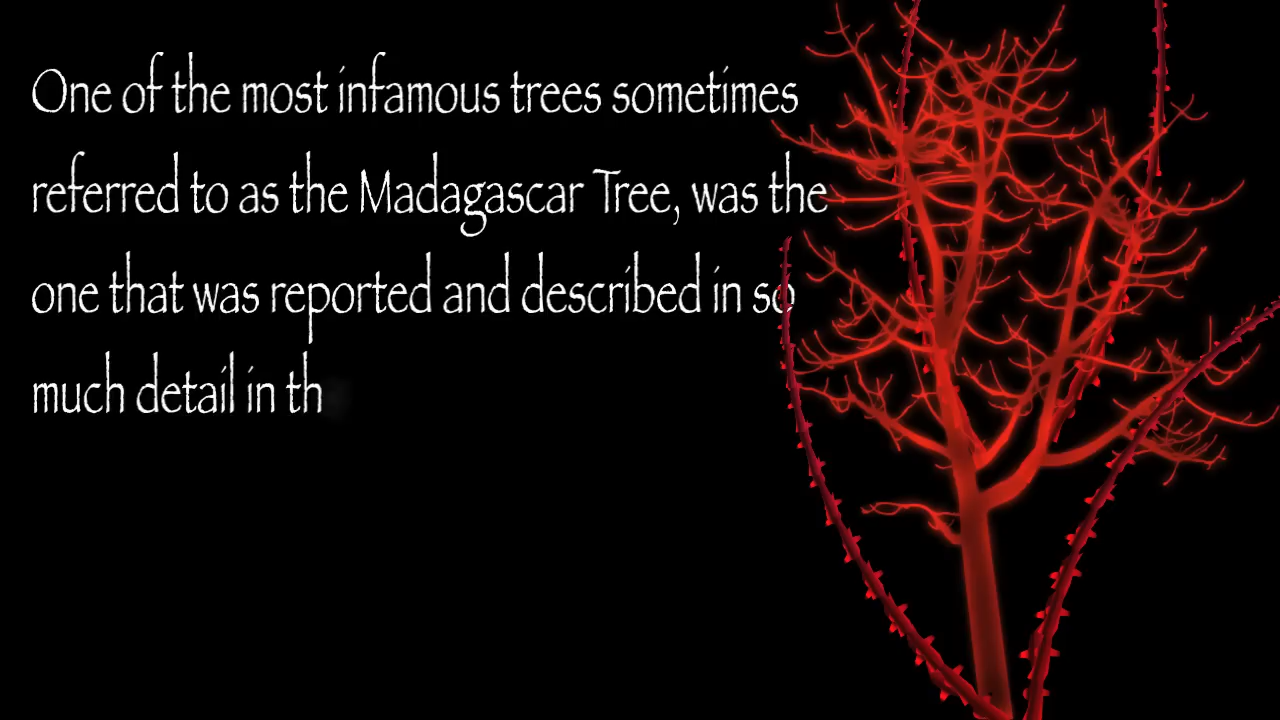 One of the most infamous trees sometimes
referred to as the Madagascar Tree, was the
one that was reported and described in so
much detail in th